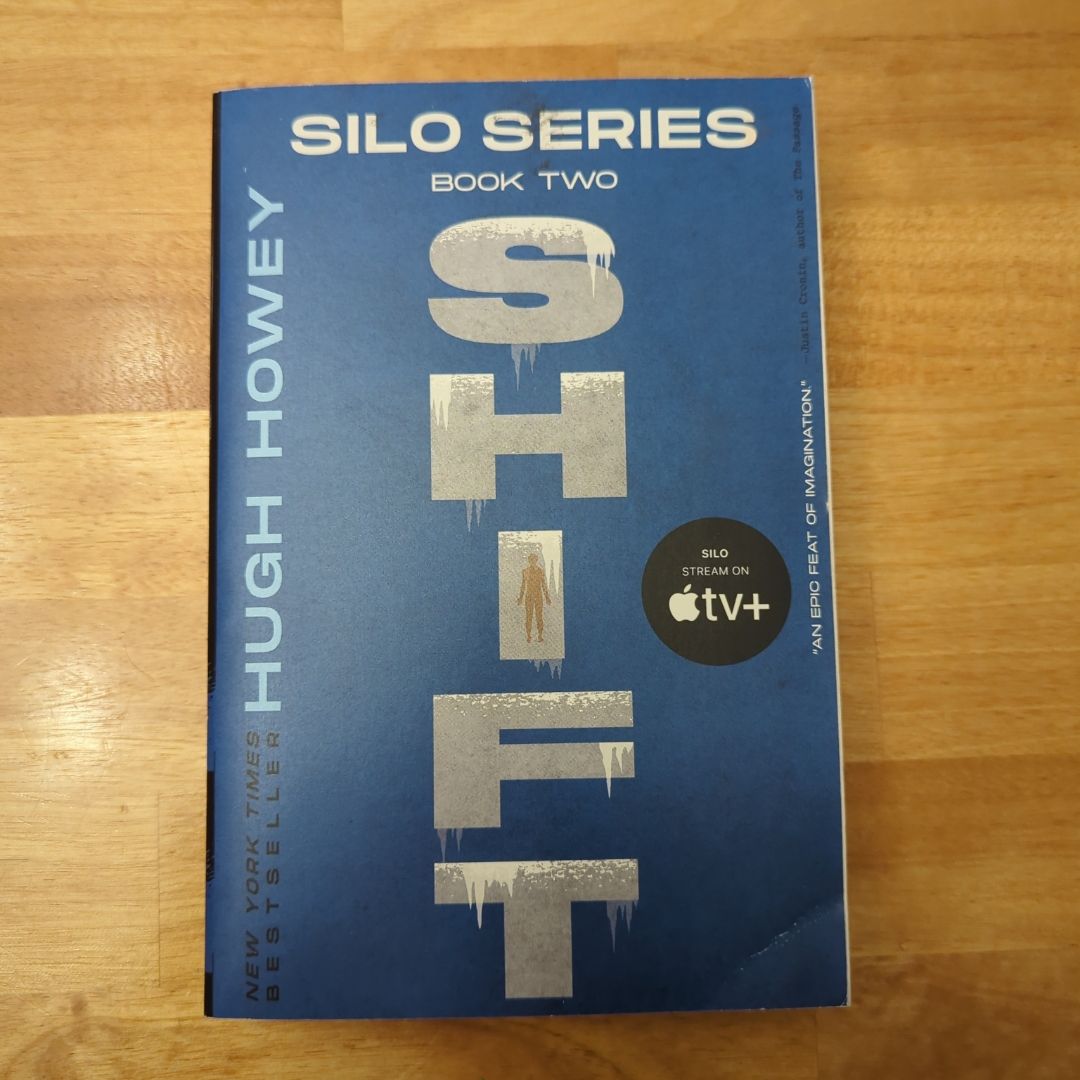 SILO SERIES
BOOK TWO
SHIFT
HUGH HOWEY
NEW YORK TIMES
BESTSELLER
SILO
STREAM ON
tv+
"AN EPIC FEAT OF IMAGINATION."
—Justin Cronin, author of The Passage